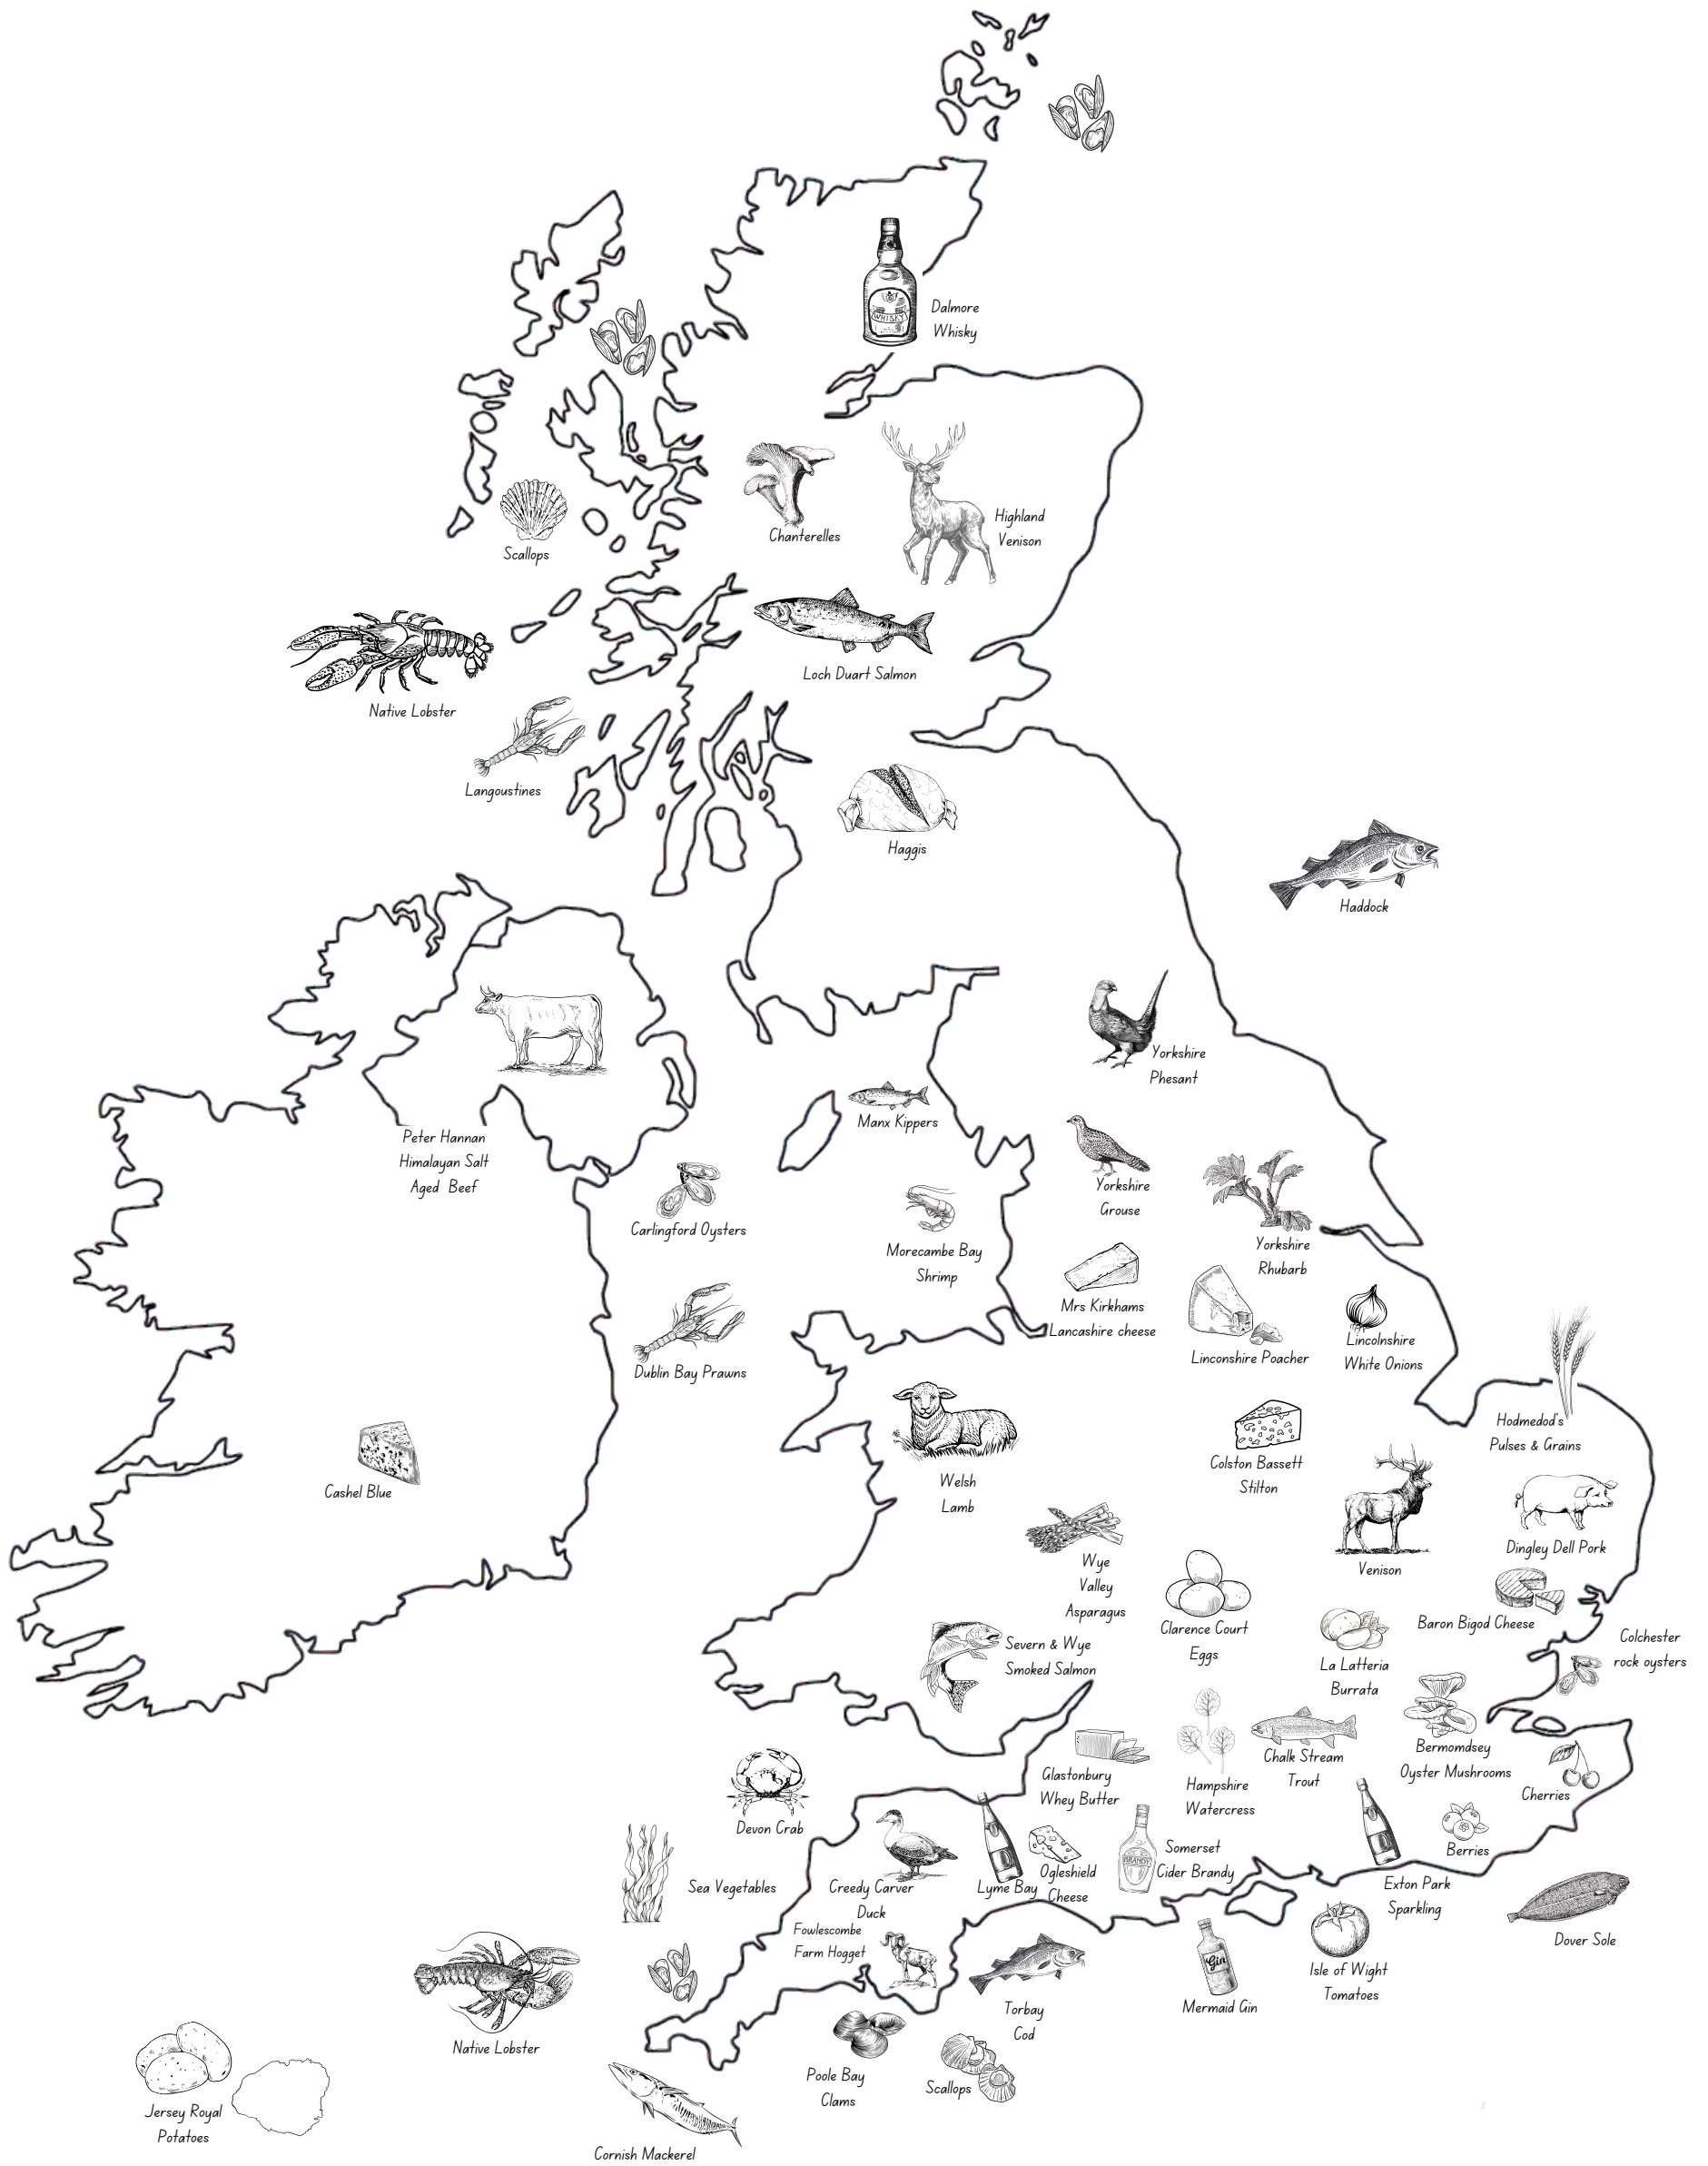 WHISKY
Dalmore
Whisky
Chanterelles
Highland
Venison
Scallops
Loch Duart Salmon
Native Lobster
Langoustines
Haggis
Haddock
Yorkshire
Phesant
Manx Kippers
Peter Hannan
Himalayan Salt
Aged Beef
Yorkshire
Grouse
Carlingford Oysters
Morecambe Bay
Shrimp
Yorkshire
Rhubarb
Mrs Kirkhams
Lancashire cheese
Linconshire Poacher
Lincolnshire
White Onions
Dublin Bay Prawns
Hodmedod's
Pulses & Grains
Cashel Blue
Welsh
Lamb
Colston Bassett
Stilton
Dingley Dell Pork
Venison
Wye
Valley
Asparagus
Clarence Court
Eggs
Baron Bigod Cheese
Colchester
rock oysters
Severn & Wye
Smoked Salmon
La Latteria
Burrata
Bermomdsey
Oyster Mushrooms
Chalk Stream
Trout
Glastonbury
Whey Butter
Hampshire
Watercress
Cherries
Devon Crab
Berries
Somerset
Cider Brandy
BRANDY
Ogleshield
Cheese
Lyme Bay
Creedy Carver
Duck
Sea Vegetables
Exton Park
Sparkling
Fowlescombe
Farm Hogget
Dover Sole
Gin
Mermaid Gin
Isle of Wight
Tomatoes
Torbay
Cod
Native Lobster
Poole Bay
Clams
Scallops
Jersey Royal
Potatoes
Cornish Mackerel